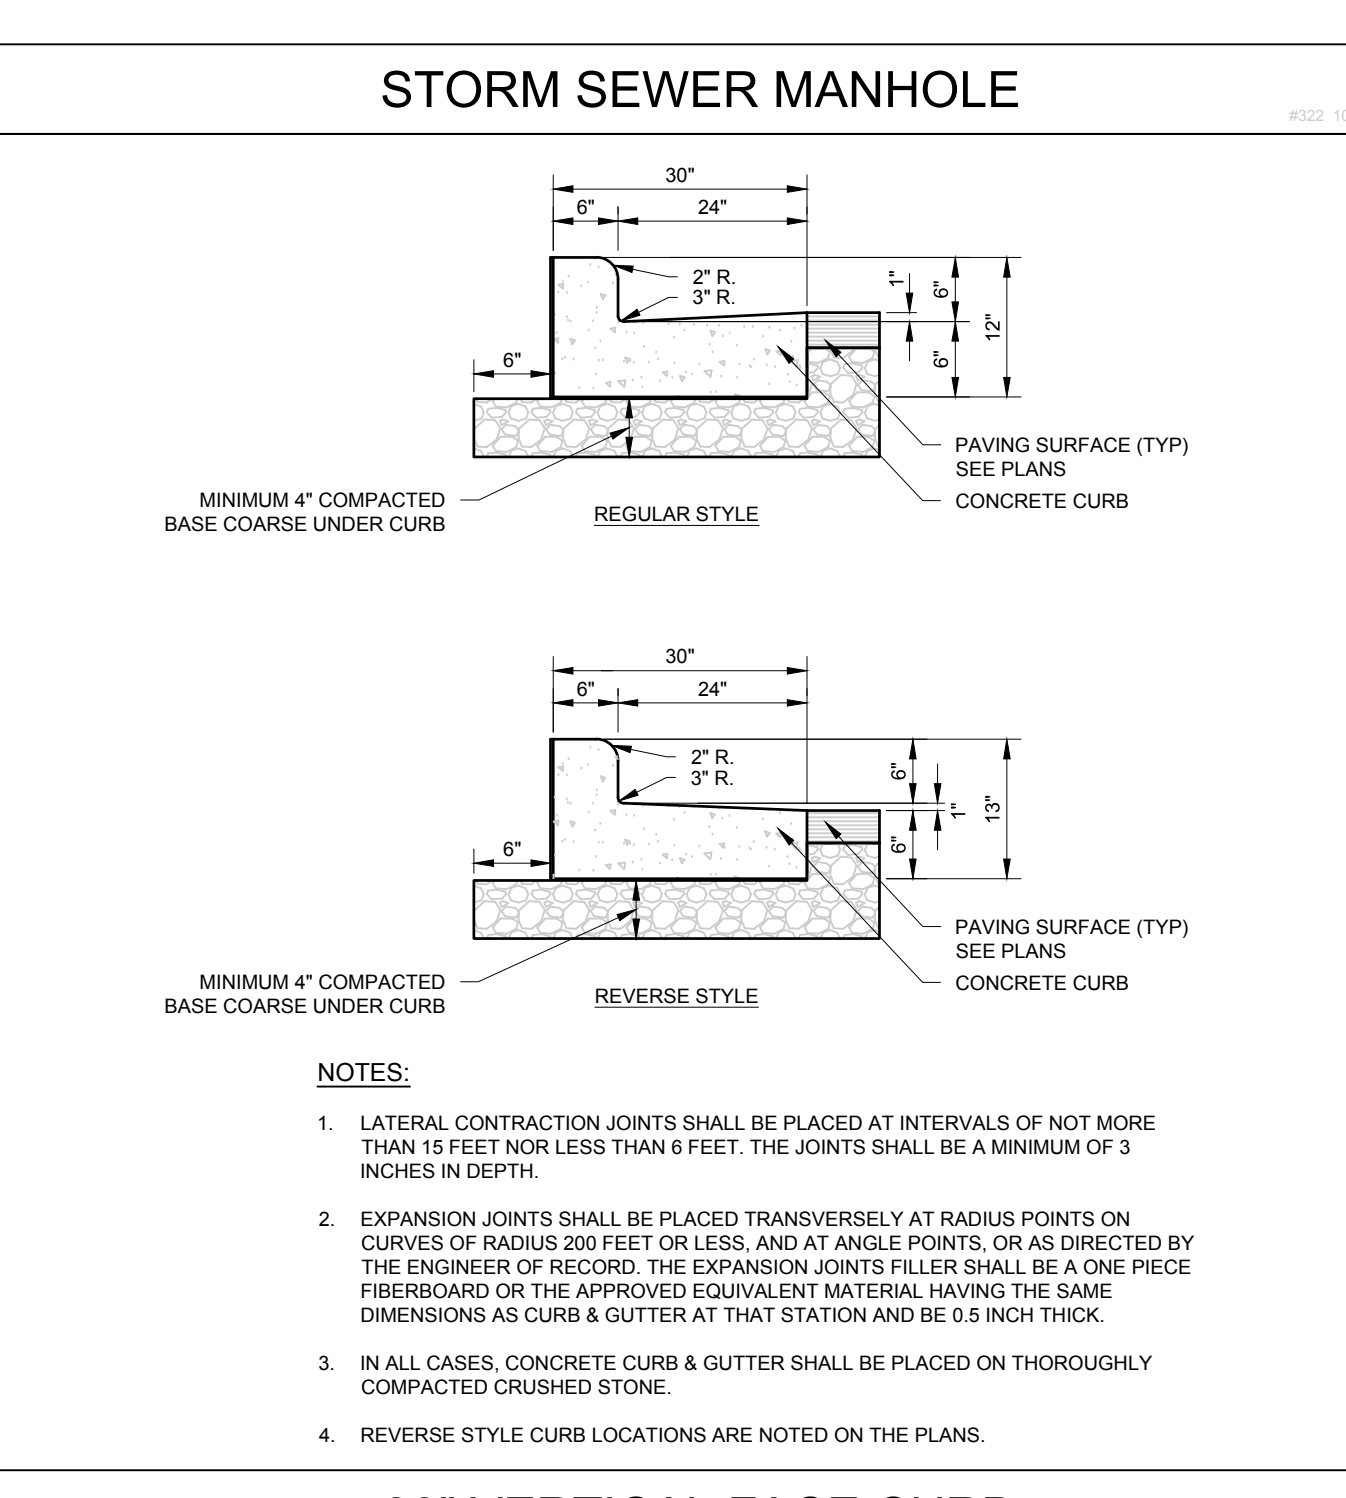 STORM SEWER MANHOLE
#322 10
30"
6"
24"
2" R.
3" R.
1"
6"
12"
6"
6"
PAVING SURFACE (TYP)
SEE PLANS
CONCRETE CURB
MINIMUM 4" COMPACTED
BASE COARSE UNDER CURB
REGULAR STYLE
30"
6"
24"
2" R.
3" R.
6"
1"
13"
6"
6"
PAVING SURFACE (TYP)
SEE PLANS
CONCRETE CURB
MINIMUM 4" COMPACTED
BASE COARSE UNDER CURB
REVERSE STYLE
NOTES:
1. LATERAL CONTRACTION JOINTS SHALL BE PLACED AT INTERVALS OF NOT MORE
THAN 15 FEET NOR LESS THAN 6 FEET. THE JOINTS SHALL BE A MINIMUM OF 3
INCHES IN DEPTH.
2. EXPANSION JOINTS SHALL BE PLACED TRANSVERSELY AT RADIUS POINTS ON
CURVES OF RADIUS 200 FEET OR LESS, AND AT ANGLE POINTS, OR AS DIRECTED BY
THE ENGINEER OF RECORD. THE EXPANSION JOINTS FILLER SHALL BE A ONE PIECE
FIBERBOARD OR THE APPROVED EQUIVALENT MATERIAL HAVING THE SAME
DIMENSIONS AS CURB & GUTTER AT THAT STATION AND BE 0.5 INCH THICK.
3. IN ALL CASES, CONCRETE CURB & GUTTER SHALL BE PLACED ON THOROUGHLY
COMPACTED CRUSHED STONE.
4. REVERSE STYLE CURB LOCATIONS ARE NOTED ON THE PLANS.
VERTICAL FACE CURB